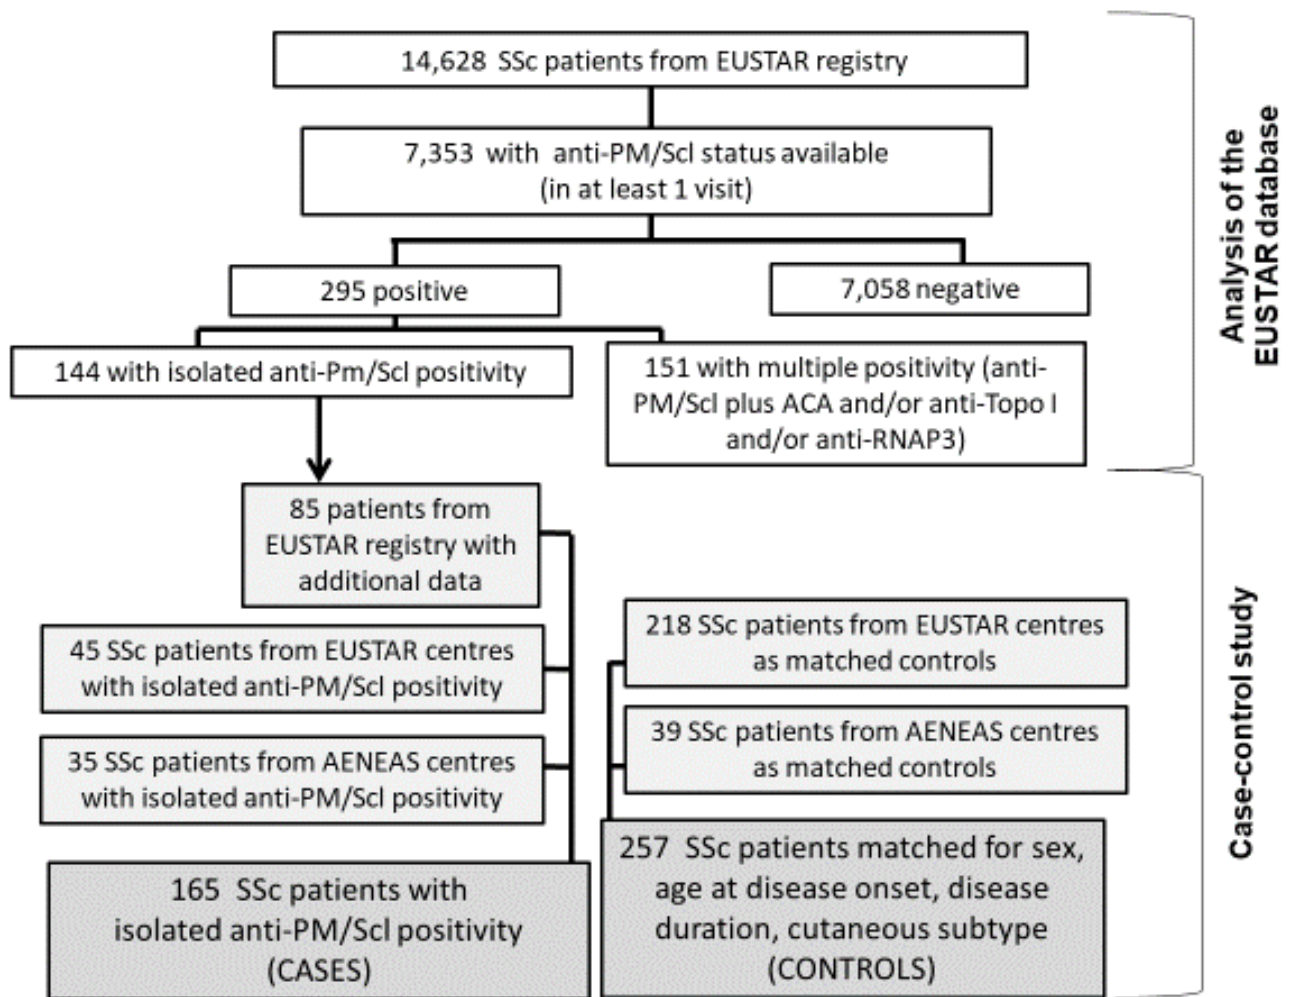 14,628 SSc patients from EUSTAR registry
7,353 with anti-PM/Scl status available
(in at least 1 visit)
295 positive
7,058 negative
144 with isolated anti-Pm/Scl positivity
151 with multiple positivity (anti-
PM/Scl plus ACA and/or anti-Topo I
and/or anti-RNAP3)
Analysis of the
EUSTAR database
85 patients from
EUSTAR registry with
additional data
45 SSc patients from EUSTAR centres
with isolated anti-PM/Scl positivity
35 SSc patients from AENEAS centres
with isolated anti-PM/Scl positivity
165 SSc patients with
isolated anti-PM/Scl positivity
(CASES)
218 SSc patients from EUSTAR centres
as matched controls
39 SSc patients from AENEAS centres
as matched controls
257 SSc patients matched for sex,
age at disease onset, disease
duration, cutaneous subtype
(CONTROLS)
Case-control study